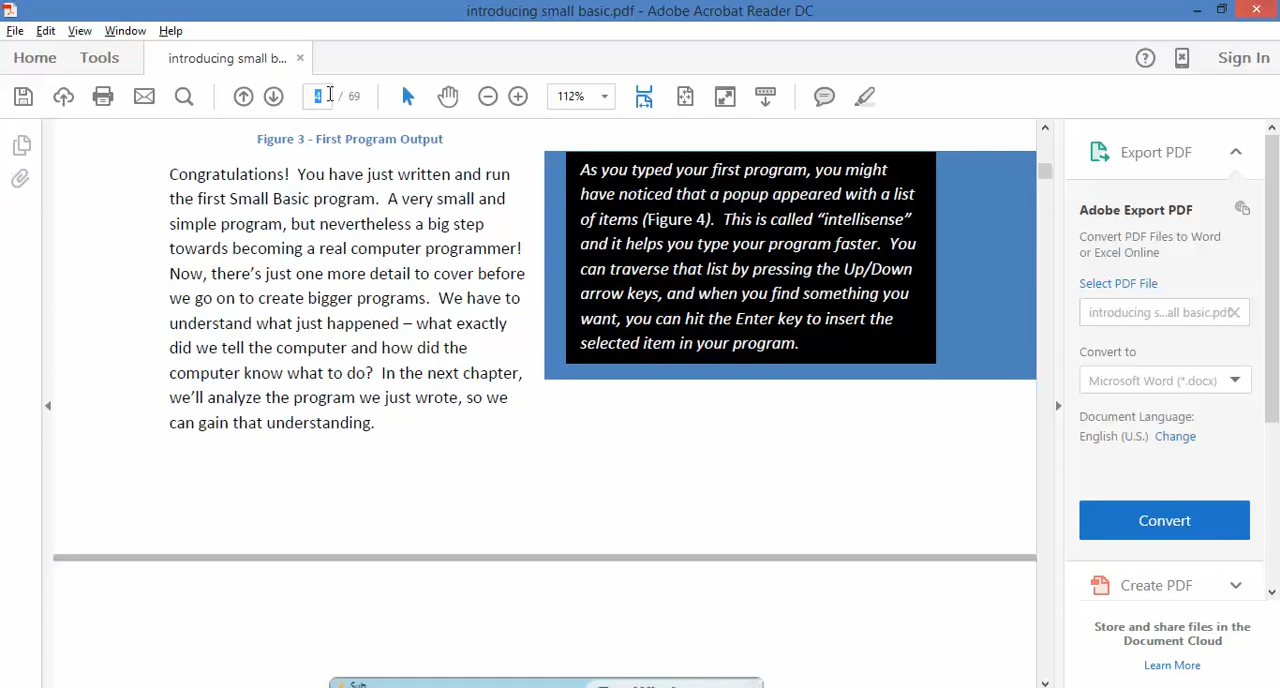 introducing small basic.pdf - Adobe Acrobat Reader DC
File Edit View Window Help
Home Tools introducing small b... ×
Sign In
4 / 69
112%
Figure 3 - First Program Output
Congratulations! You have just written and run
the first Small Basic program. A very small and
simple program, but nevertheless a big step
towards becoming a real computer programmer!
Now, there's just one more detail to cover before
we go on to create bigger programs. We have to
understand what just happened – what exactly
did we tell the computer and how did the
computer know what to do? In the next chapter,
we'll analyze the program we just wrote, so we
can gain that understanding.
As you typed your first program, you might
have noticed that a popup appeared with a list
of items (Figure 4). This is called “intellisense”
and it helps you type your program faster. You
can traverse that list by pressing the Up/Down
arrow keys, and when you find something you
want, you can hit the Enter key to insert the
selected item in your program.
Sub
Export PDF
Adobe Export PDF
Convert PDF Files to Word
or Excel Online
Select PDF File
introducing s...all basic.pdf
Convert to
Microsoft Word (*.docx)
Document Language:
English (U.S.) Change
Convert
Create PDF
Store and share files in the
Document Cloud
Learn More